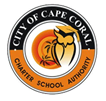 CITY OF CAPE CORAL
CHARTER SCHOOL AUTHORITY